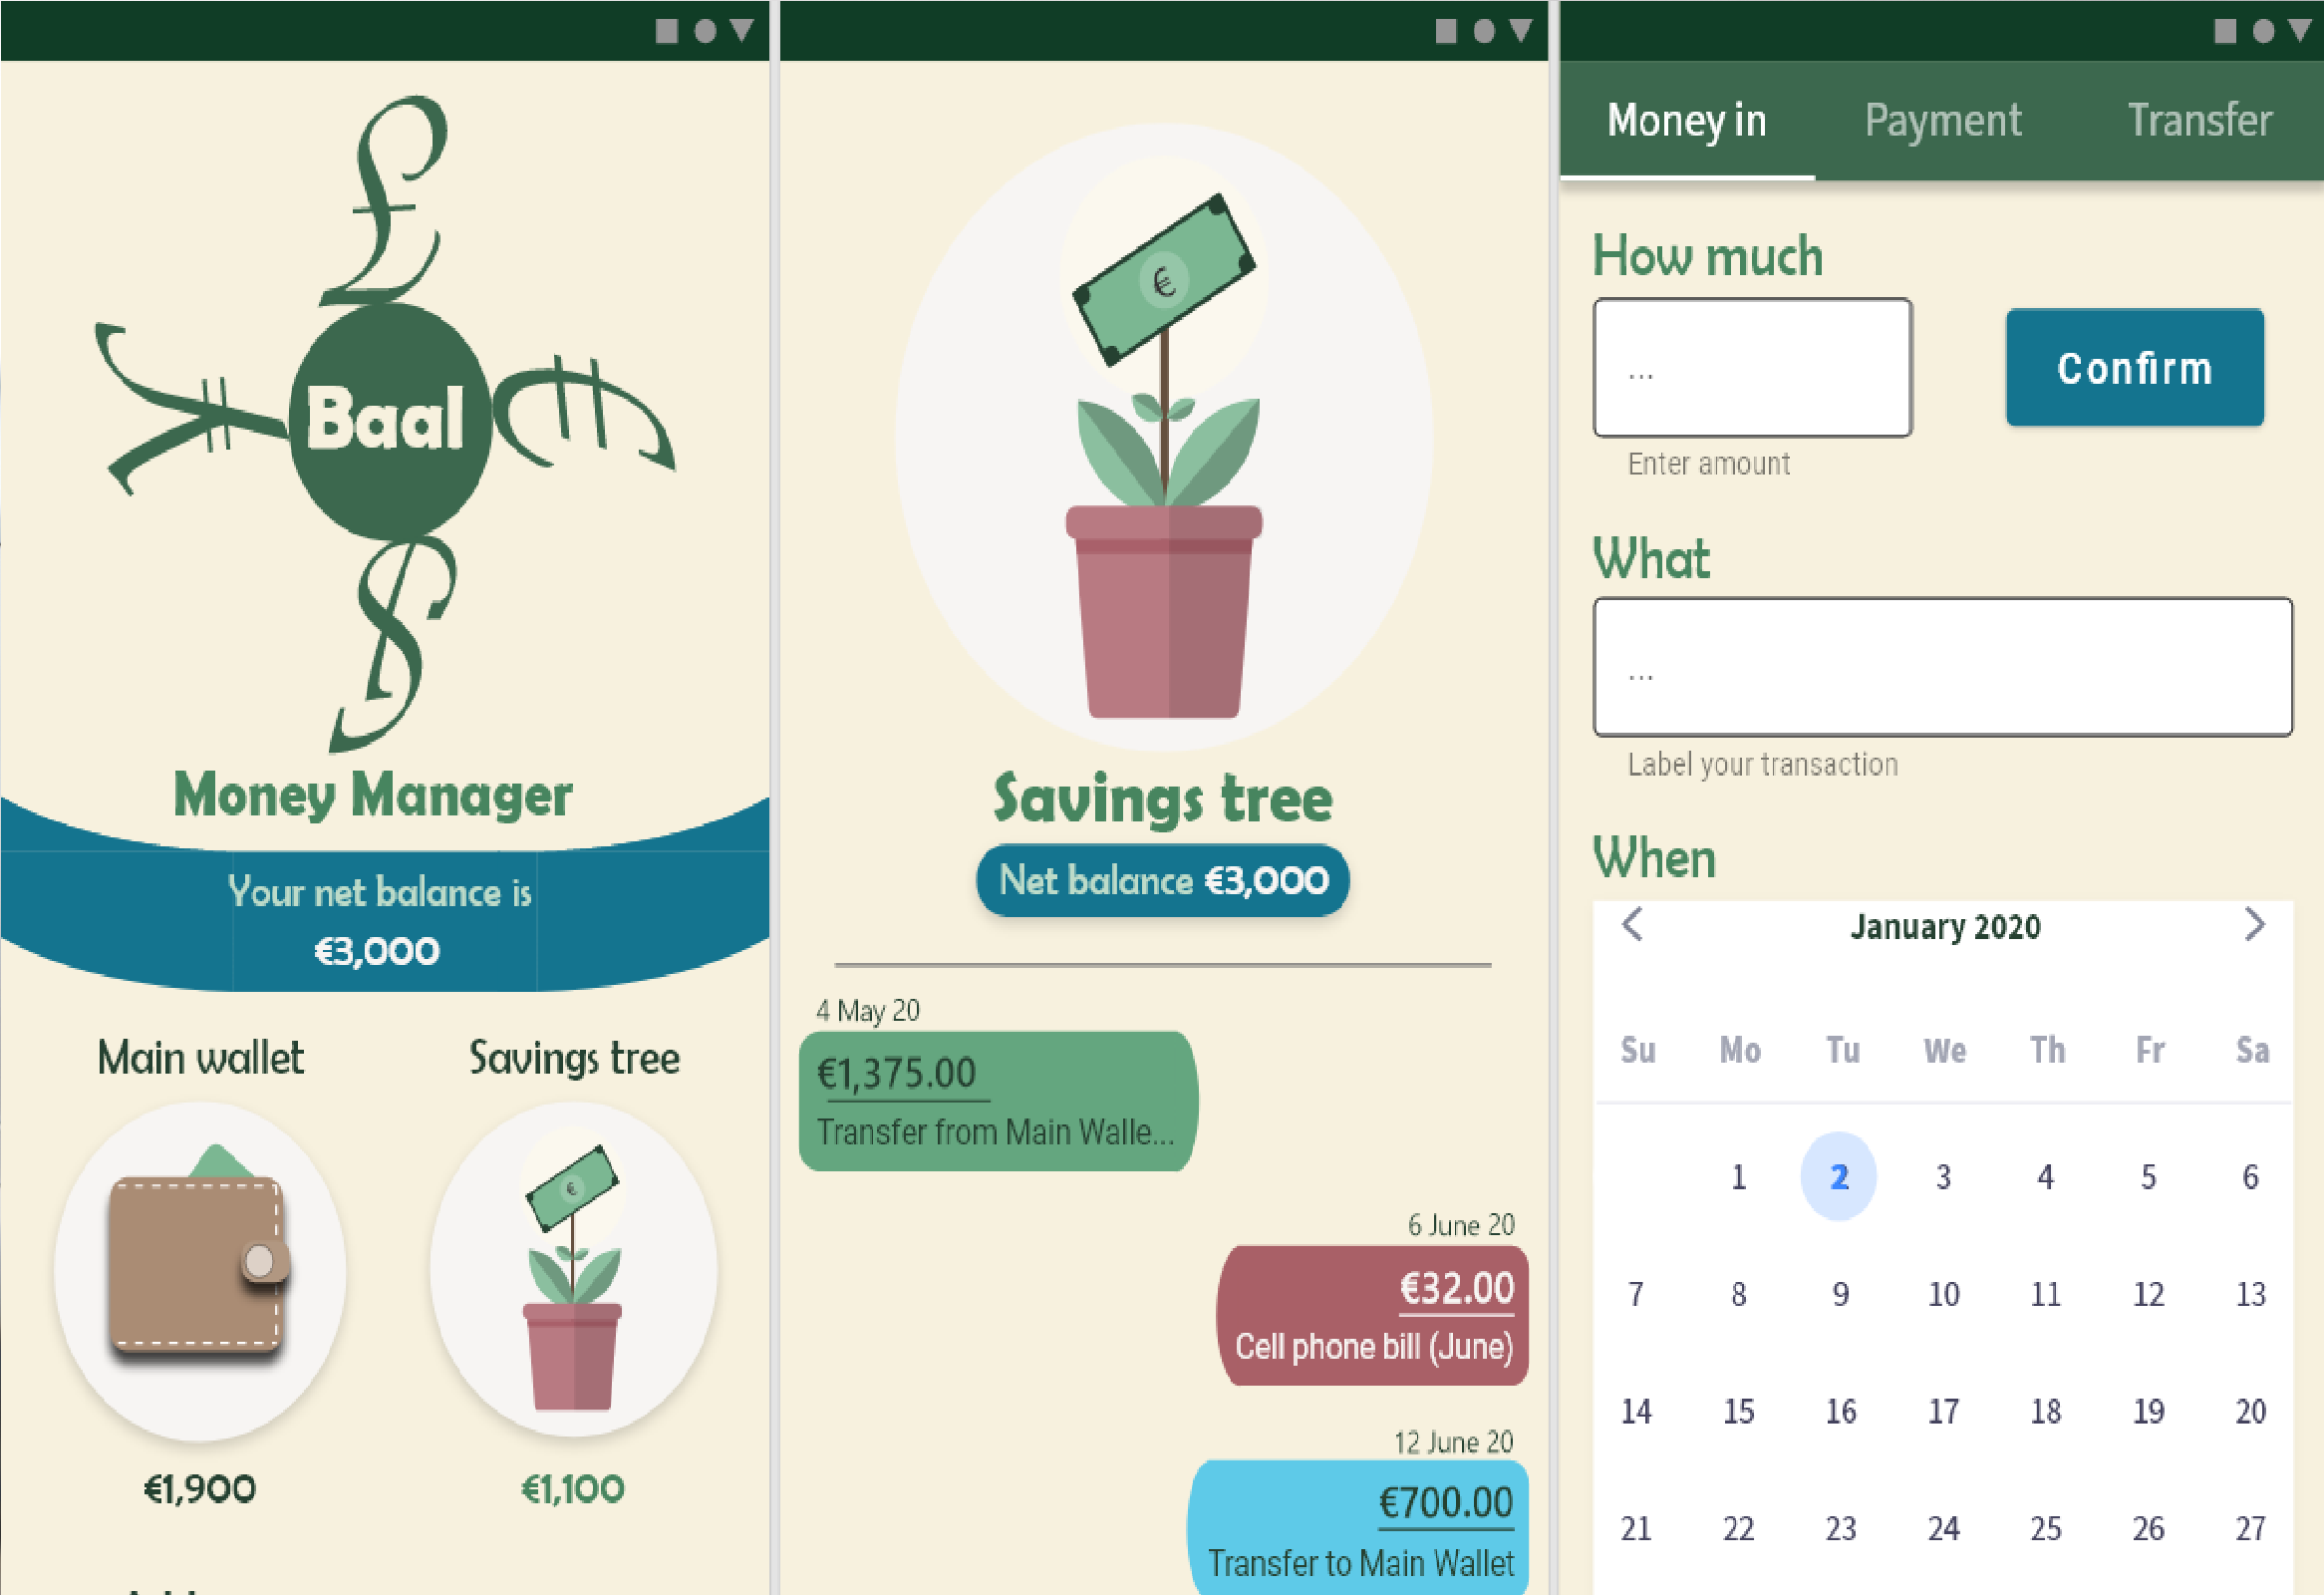 £
¥
Baal
€
$
Money Manager
Your net balance is
€3,000
Main wallet
Savings tree
€
€1,900
€1,100
€
Savings tree
Net balance €3,000
4 May 20
€1,375.00
Transfer from Main Walle...
6 June 20
€32.00
Cell phone bill (June)
12 June 20
€700.00
Transfer to Main Wallet
Money in Payment Transfer
How much
...
Confirm
Enter amount
What
...
Label your transaction
When
January 2020
Su Mo Tu We Th Fr Sa
1 2 3 4 5 6
7 8 9 10 11 12 13
14 15 16 17 18 19 20
21 22 23 24 25 26 27